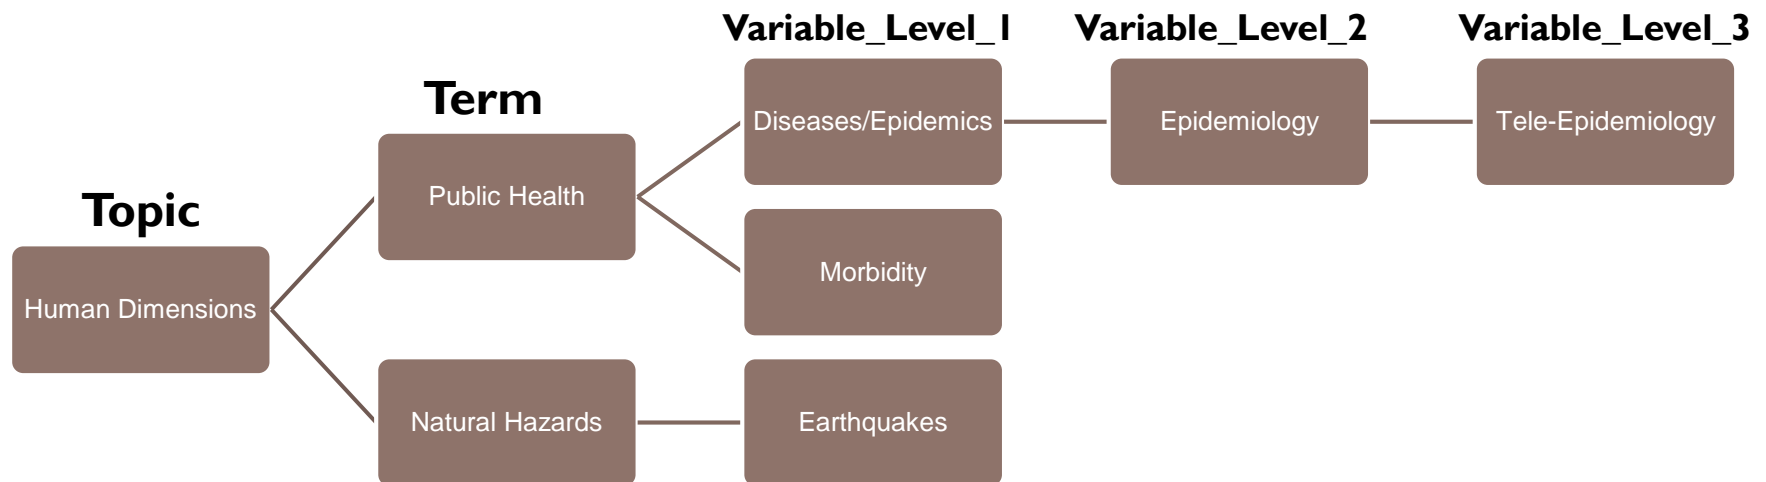 Variable_Level_1
Variable_Level_2
Variable_Level_3
Term
Diseases/Epidemics
Epidemiology
Tele-Epidemiology
Topic
Public Health
Human Dimensions
Morbidity
Natural Hazards
Earthquakes